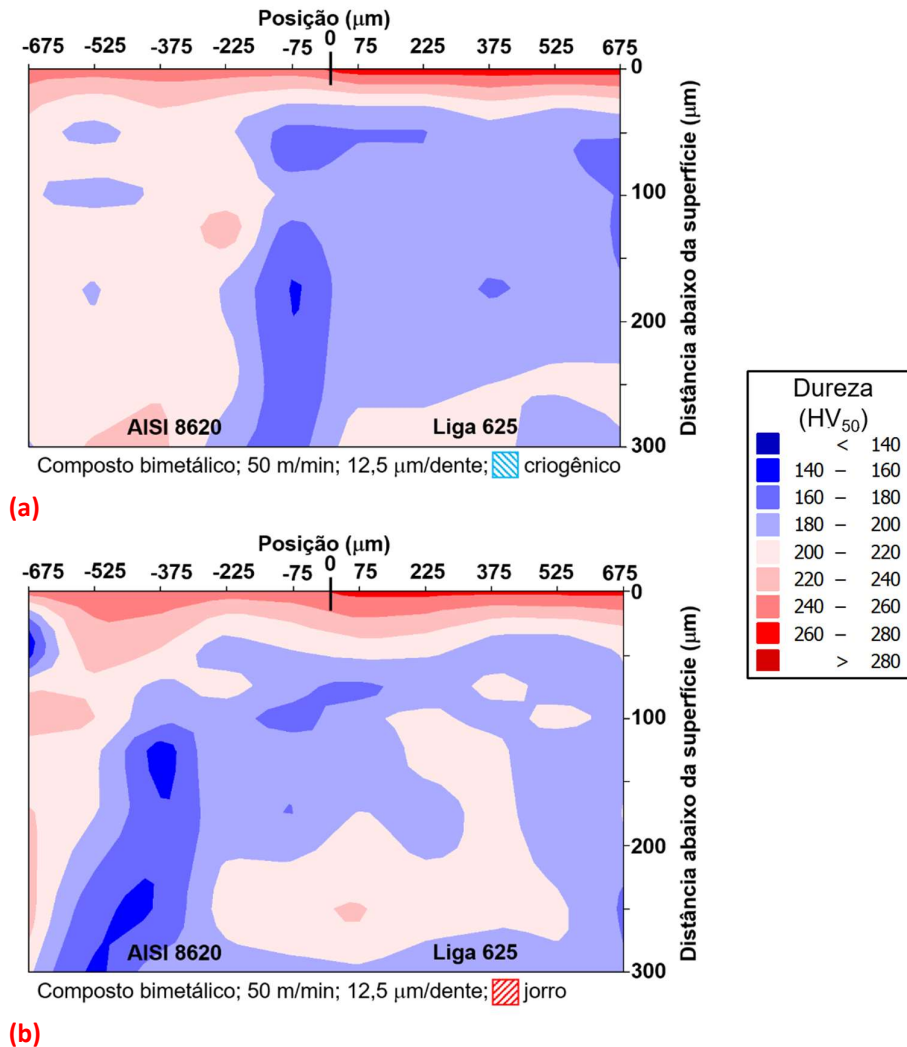 Posição (μm)
-675 -525 -375 -225 -75 0 75 225 375 525 675
0
100
200
300
Distância abaixo da superfície (μm)
AISI 8620 Liga 625
Composto bimetálico; 50 m/min; 12,5 μm/dente; criogênico
(a)
Dureza
(HV50)
< 140
140 – 160
160 – 180
180 – 200
200 – 220
220 – 240
240 – 260
260 – 280
> 280
Posição (μm)
-675 -525 -375 -225 -75 0 75 225 375 525 675
0
100
200
300
Distância abaixo da superfície (μm)
AISI 8620 Liga 625
Composto bimetálico; 50 m/min; 12,5 μm/dente; jorro
(b)